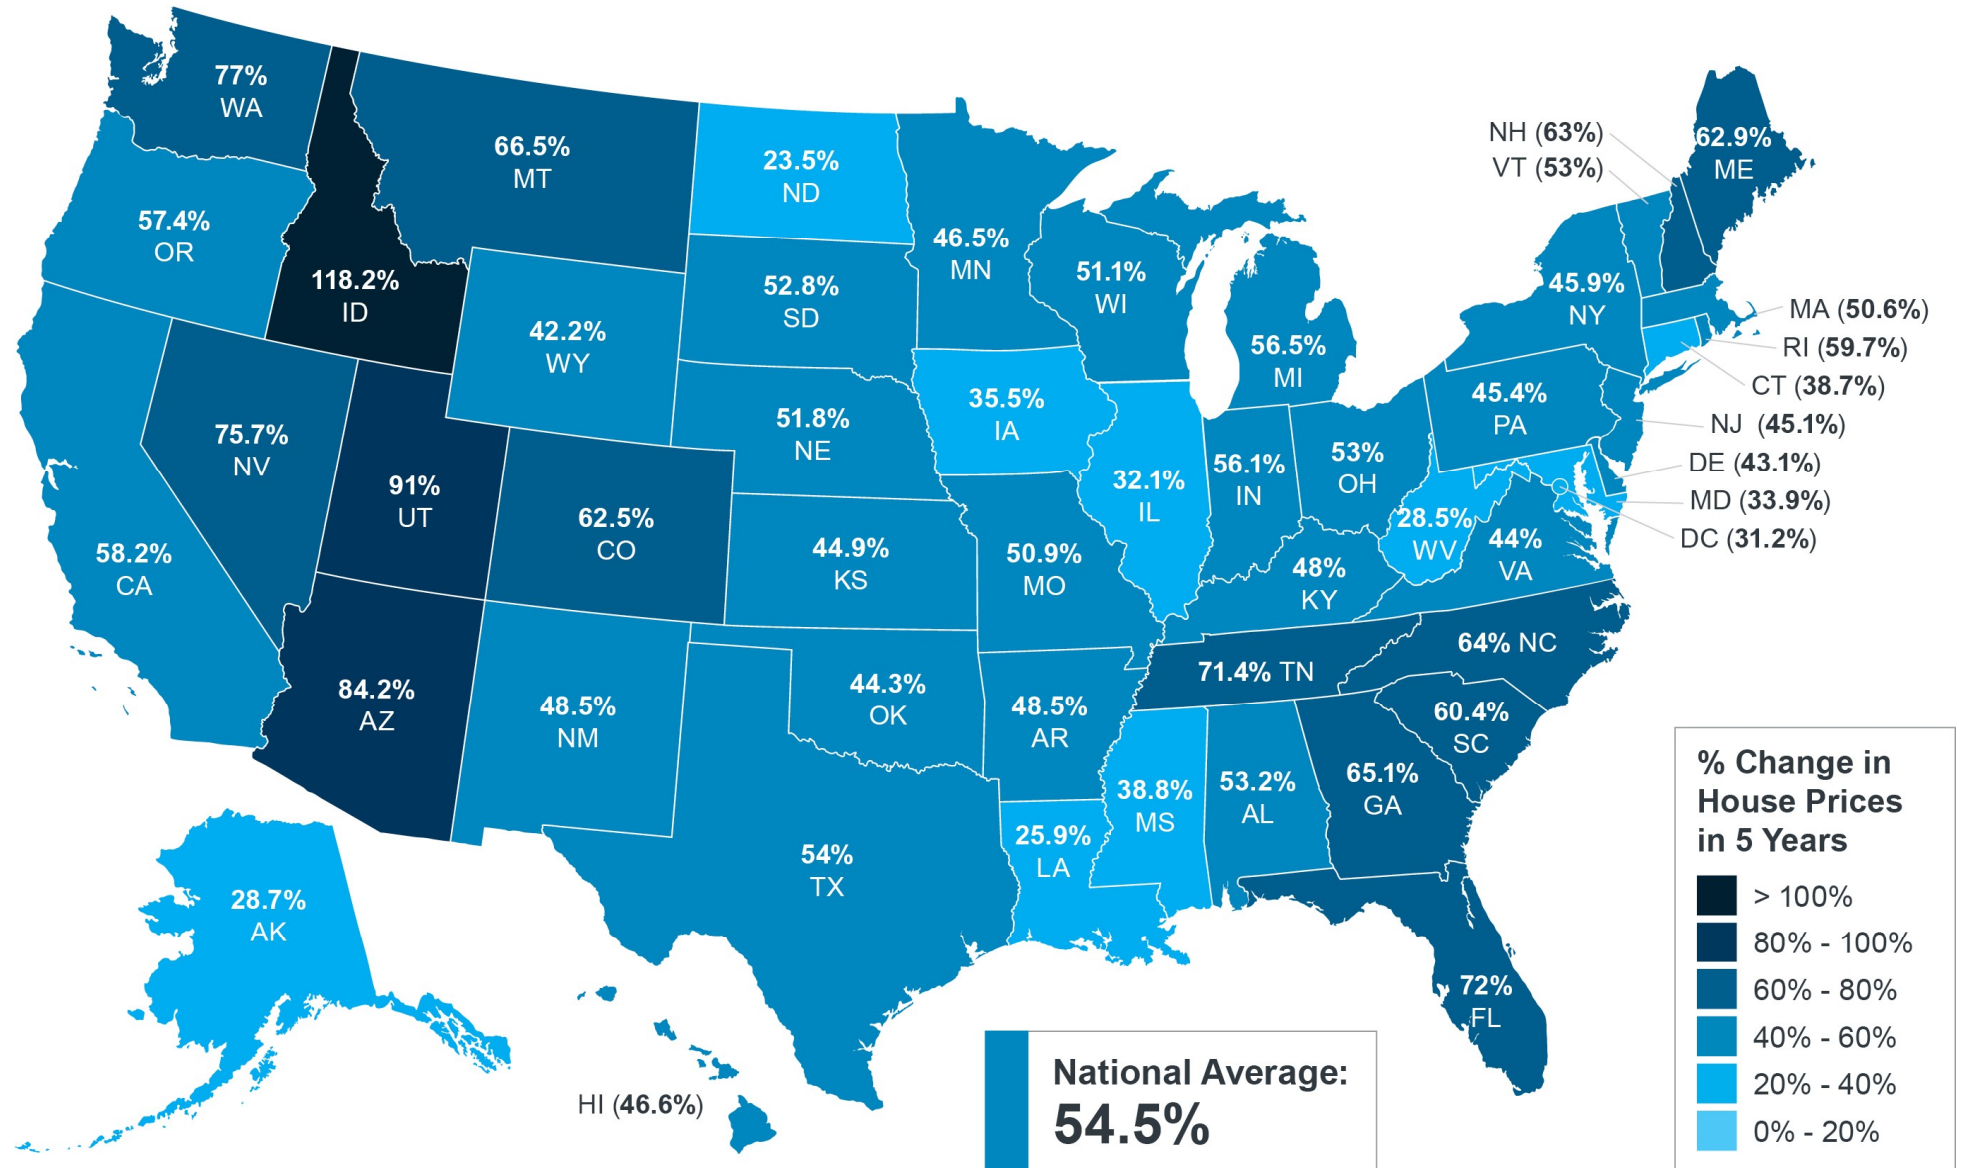 77%
WA
66.5%
MT
23.5%
ND
57.4%
OR
118.2%
ID
46.5%
MN
51.1%
WI
52.8%
SD
42.2%
WY
56.5%
MI
NH (63%)
VT (53%)
62.9%
ME
45.9%
NY
MA (50.6%)
RI (59.7%)
CT (38.7%)
NJ (45.1%)
DE (43.1%)
MD (33.9%)
DC (31.2%)
75.7%
NV
91%
UT
62.5%
CO
51.8%
NE
35.5%
IA
32.1%
IL
56.1%
IN
53%
OH
45.4%
PA
58.2%
CA
44.9%
KS
50.9%
MO
48%
KY
28.5%
WV
44%
VA
84.2%
AZ
48.5%
NM
44.3%
OK
48.5%
AR
71.4% TN
64% NC
60.4%
SC
54%
TX
25.9%
LA
38.8%
MS
53.2%
AL
65.1%
GA
72%
FL
28.7%
AK
HI (46.6%)
National Average:
54.5%
% Change in
House Prices
in 5 Years
> 100%
80% - 100%
60% - 80%
40% - 60%
20% - 40%
0% - 20%